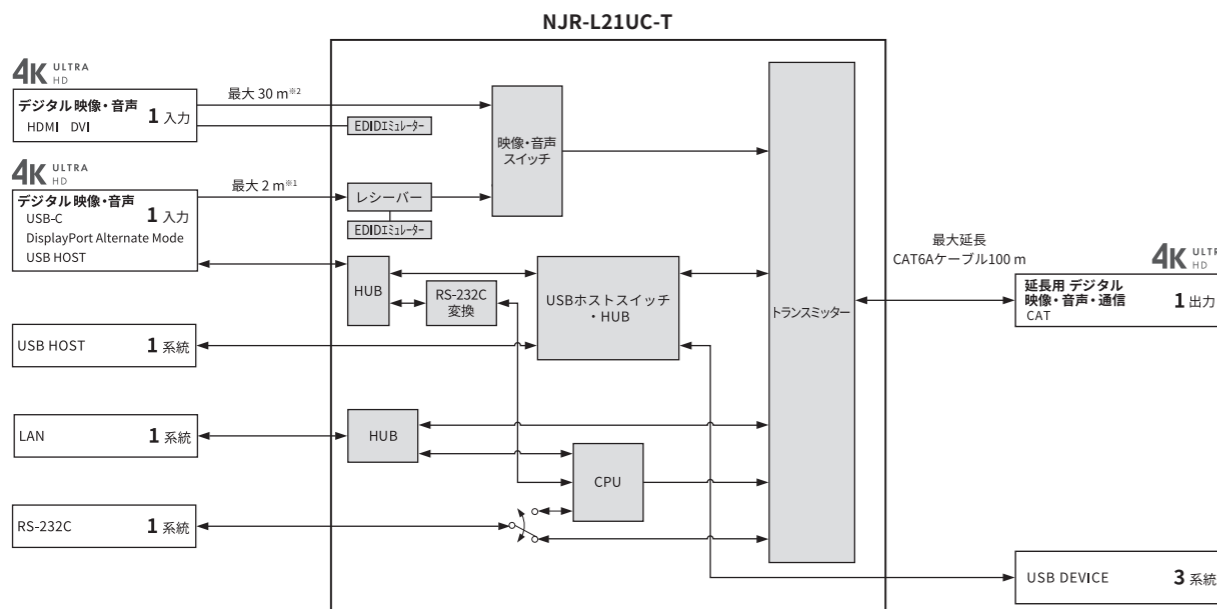 NJR-L21UC-T
4K ULTRA HD
デジタル 映像・音声 1 入力
HDMI DVI
最大 30 m※2
EDIDエミュレーター
映像・音声
スイッチ
4K ULTRA HD
デジタル 映像・音声 1 入力
USB-C
DisplayPort Alternate Mode
USB HOST
最大 2 m※1
レシーバー
EDIDエミュレーター
HUB
RS-232C
変換
USBホストスイッチ
・HUB
トランスミッター
最大延長
CAT6Aケーブル100 m
4K ULT
HD
延長用 デジタル
映像・音声・通信 1 出力
CAT
USB HOST 1 系統
LAN 1 系統
HUB
CPU
RS-232C 1 系統
USB DEVICE 3 系統